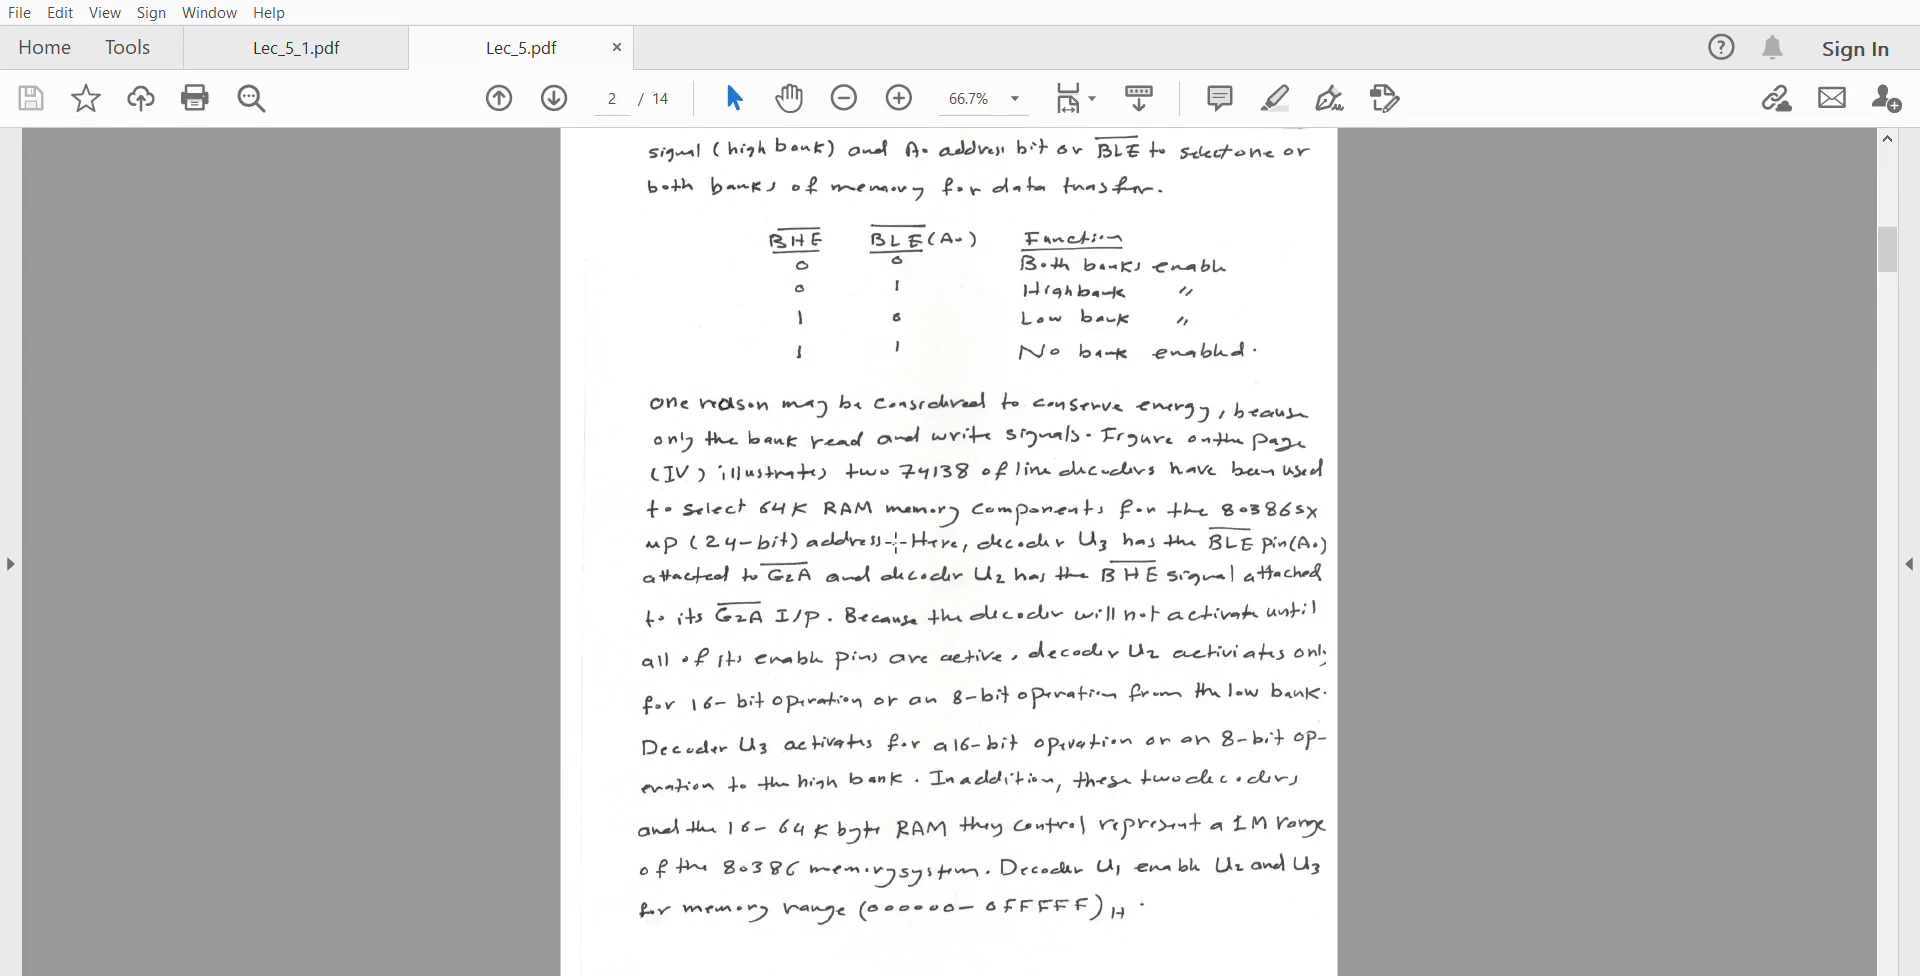 File Edit View Sign Window Help
Home Tools Lec_5_1.pdf Lec_5.pdf × ? Sign In
2 / 14 66.7%
signal (high bank) and A0 address bit or B̅L̅E̅ to select one or
both banks of memory for data transfer.
B̅H̅E̅ B̅L̅E̅ (A0) Function
0 0 Both banks enable
0 1 High bank "
1 0 Low bank "
1 1 No bank enabled.
one reason may be considered to conserve energy, because
only the bank read and write signals. Figure on the page
(IV) illustrates two 74138 of line decoders have been used
to select 64K RAM memory components for the 80386SX
μp (24-bit) address. Here, decoder U3 has the B̅L̅E̅ pin (A0)
attacted to G̅2̅A̅ and decoder U2 has the B̅H̅E̅ signal attached
to its G̅2̅A̅ I/P. Because the decoder will not activate until
all of its enable pins are active, decoder U2 activiates only
for 16-bit operation or an 8-bit operation from the low bank.
Decoder U3 activates for a 16-bit operation or an 8-bit op-
eration to the high bank. In addition, these two decoders
and the 16-64K byte RAM they control represent a 1M range
of the 80386 memory system. Decoder U1 enable U2 and U3
for memory range (000000-0FFFFF)H.